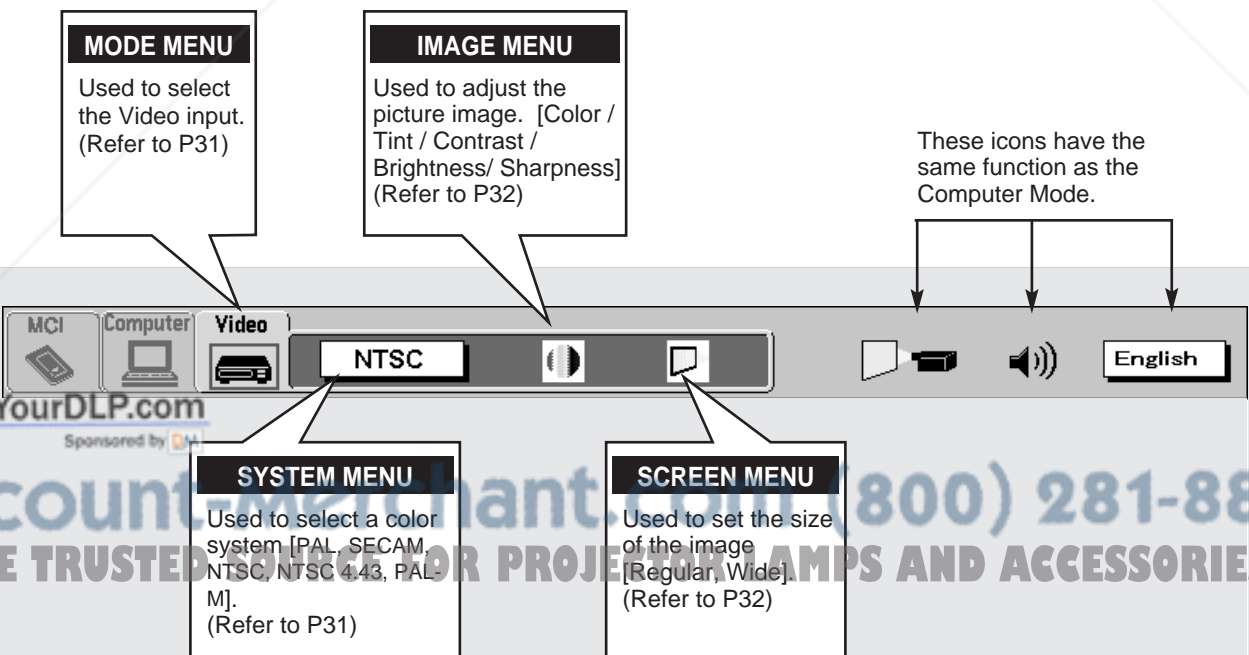 MODE MENU
Used to select
the Video input.
(Refer to P31)
IMAGE MENU
Used to adjust the
picture image. [Color /
Tint / Contrast /
Brightness/ Sharpness]
(Refer to P32)
These icons have the
same function as the
Computer Mode.
MCI
Computer
Video
NTSC
English
YourDLP.com
Sponsored by DM
SYSTEM MENU
Used to select a color
system [PAL, SECAM,
NTSC, NTSC 4.43, PAL-
M].
(Refer to P31)
SCREEN MENU
Used to set the size
of the image
[Regular, Wide].
(Refer to P32)
count-Merchant.com (800) 281-88
E TRUSTED SOURCE FOR PROJECTOR LAMPS AND ACCESSORIE